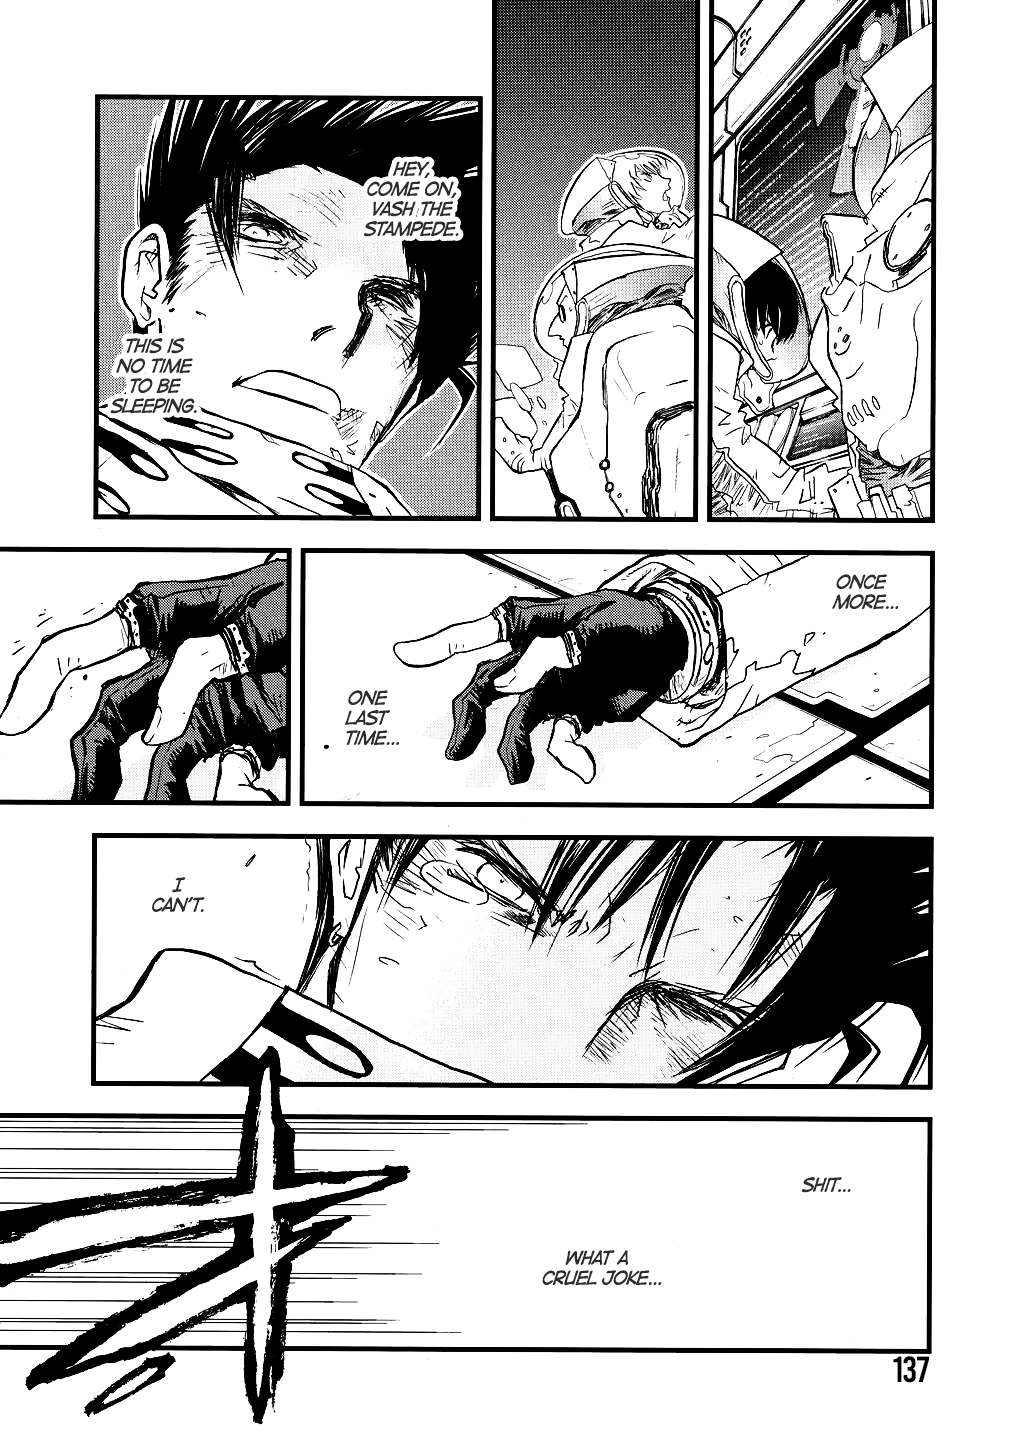 HEY,
COME ON,
VASH THE
STAMPEDE.
THIS IS
NO TIME
TO BE
SLEEPING.
ONCE
MORE...
ONE
LAST
TIME...
I
CAN'T.
SHIT...
WHAT A
CRUEL JOKE...
137